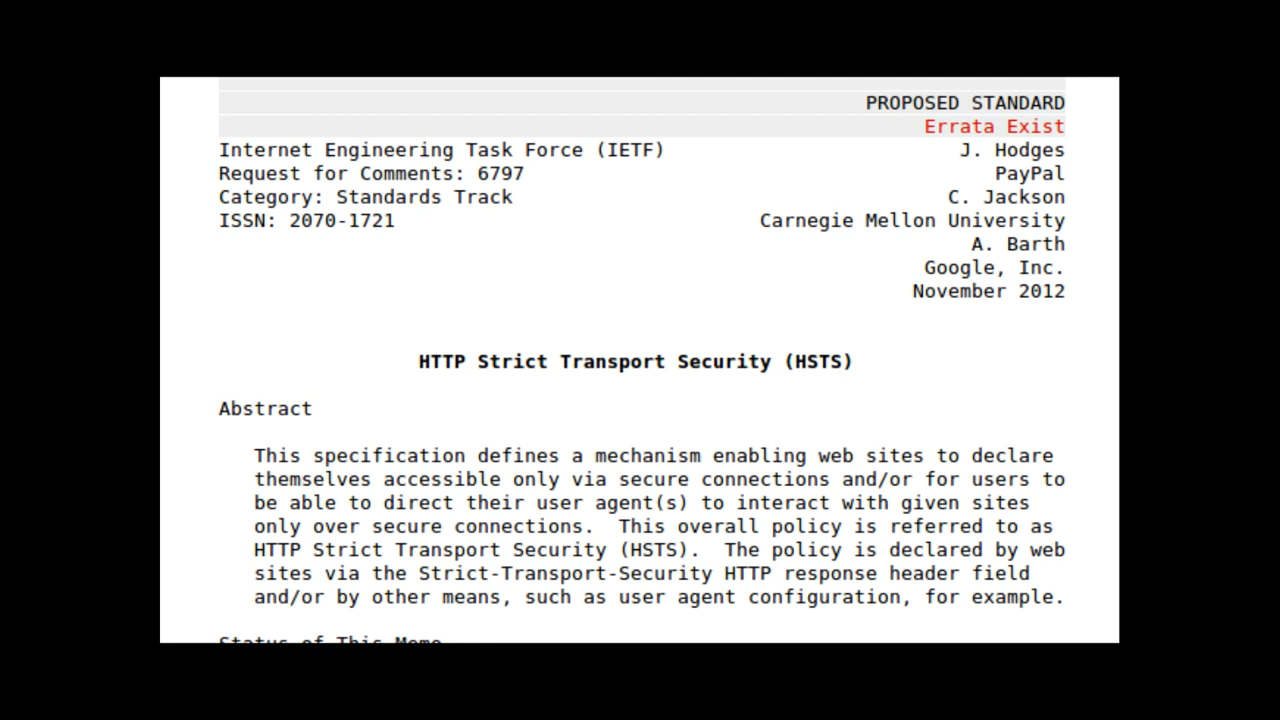 PROPOSED STANDARD
Errata Exist
Internet Engineering Task Force (IETF) J. Hodges
Request for Comments: 6797 PayPal
Category: Standards Track C. Jackson
ISSN: 2070-1721 Carnegie Mellon University
A. Barth
Google, Inc.
November 2012
HTTP Strict Transport Security (HSTS)
Abstract
This specification defines a mechanism enabling web sites to declare
themselves accessible only via secure connections and/or for users to
be able to direct their user agent(s) to interact with given sites
only over secure connections. This overall policy is referred to as
HTTP Strict Transport Security (HSTS). The policy is declared by web
sites via the Strict-Transport-Security HTTP response header field
and/or by other means, such as user agent configuration, for example.
Status of This Memo